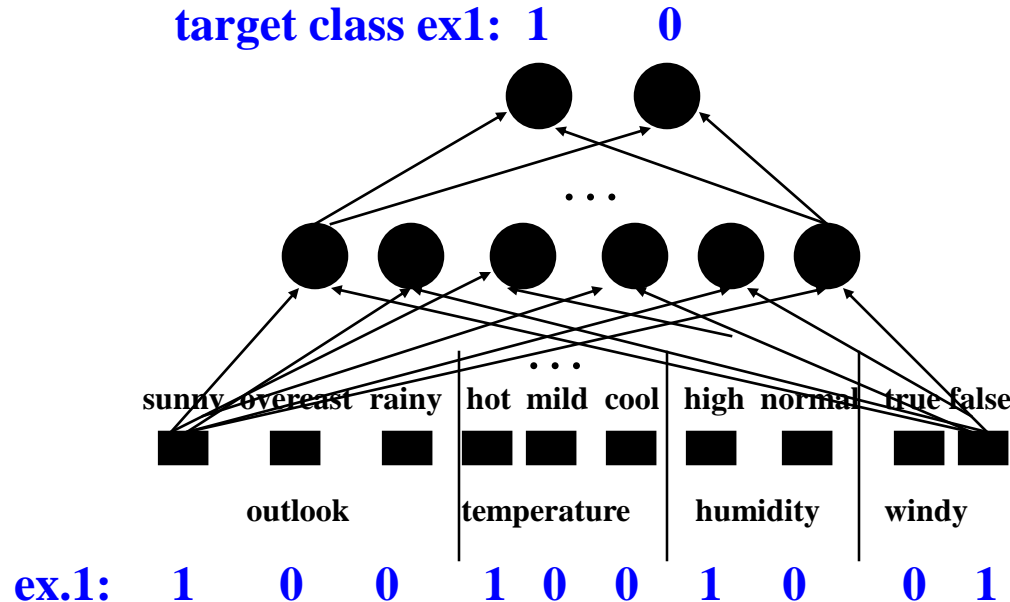 target class ex1: 1 0
. . .
. . .
sunny overcast rainy hot mild cool high normal true false
outlook temperature humidity windy
ex.1: 1 0 0 1 0 0 1 0 0 1